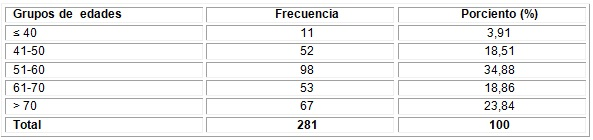 Grupos de edades Frecuencia Porciento (%)
≤ 40 11 3,91
41-50 52 18,51
51-60 98 34,88
61-70 53 18,86
> 70 67 23,84
Total 281 100